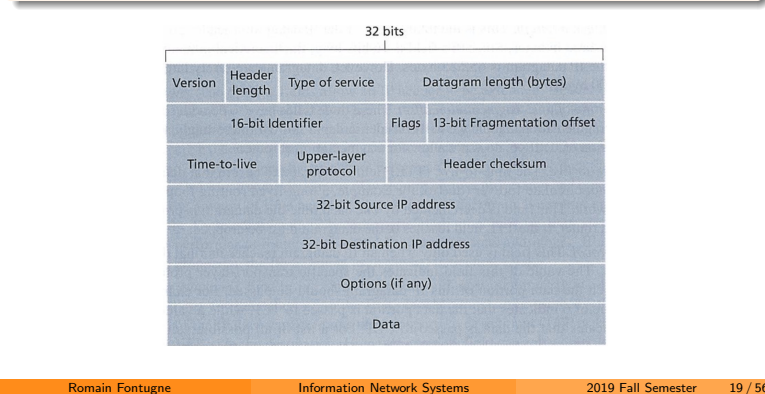 32 bits
Version Header length Type of service Datagram length (bytes)
16-bit Identifier Flags 13-bit Fragmentation offset
Time-to-live Upper-layer protocol Header checksum
32-bit Source IP address
32-bit Destination IP address
Options (if any)
Data
Romain Fontugne Information Network Systems 2019 Fall Semester 19 / 56